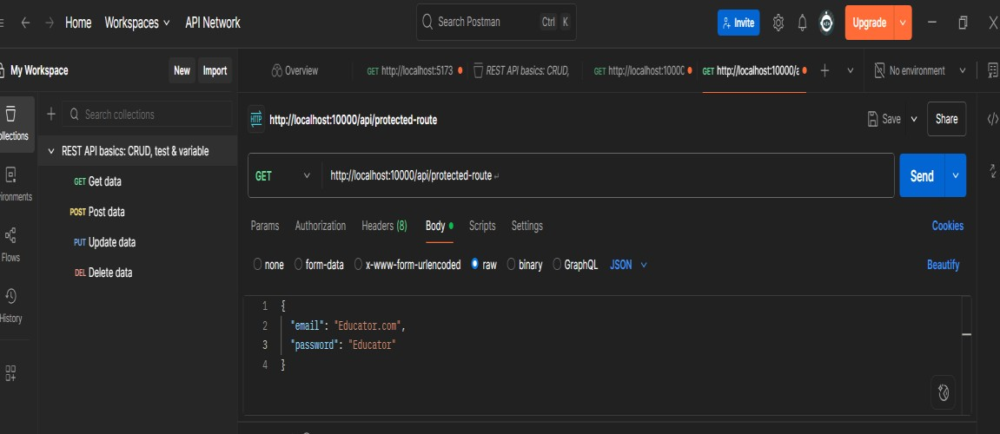 Home Workspaces API Network Search Postman Ctrl K Invite Upgrade
My Workspace New Import Overview GET http://localhost:5173 REST API basics: CRUD, GET http://localhost:1000C GET http://localhost:10000/a No environment
Search collections
ollections
http://localhost:10000/api/protected-route Save Share
REST API basics: CRUD, test & variable
GET Get data
GET http://localhost:10000/api/protected-route Send
ironments
POST Post data
Params Authorization Headers (8) Body Scripts Settings Cookies
PUT Update data
Flows
none form-data x-www-form-urlencoded raw binary GraphQL JSON Beautify
DEL Delete data
History
1 {
2 "email": "Educator.com",
3 "password": "Educator"
4 }